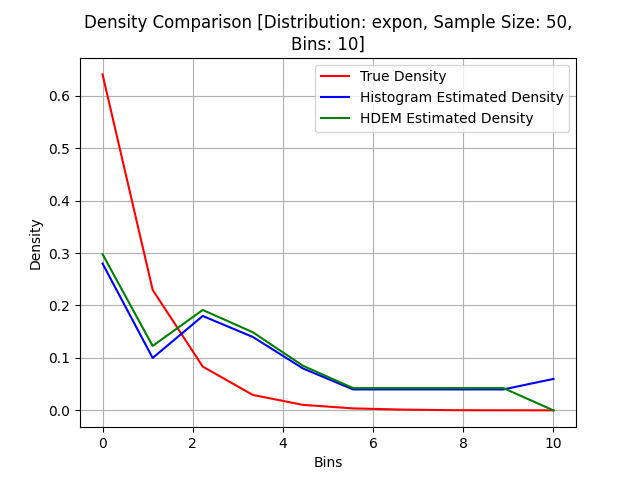 Density Comparison [Distribution: expon, Sample Size: 50,
Bins: 10]
True Density
Histogram Estimated Density
HDEM Estimated Density
Density
0.6
0.5
0.4
0.3
0.2
0.1
0.0
0 2 4 6 8 10
Bins